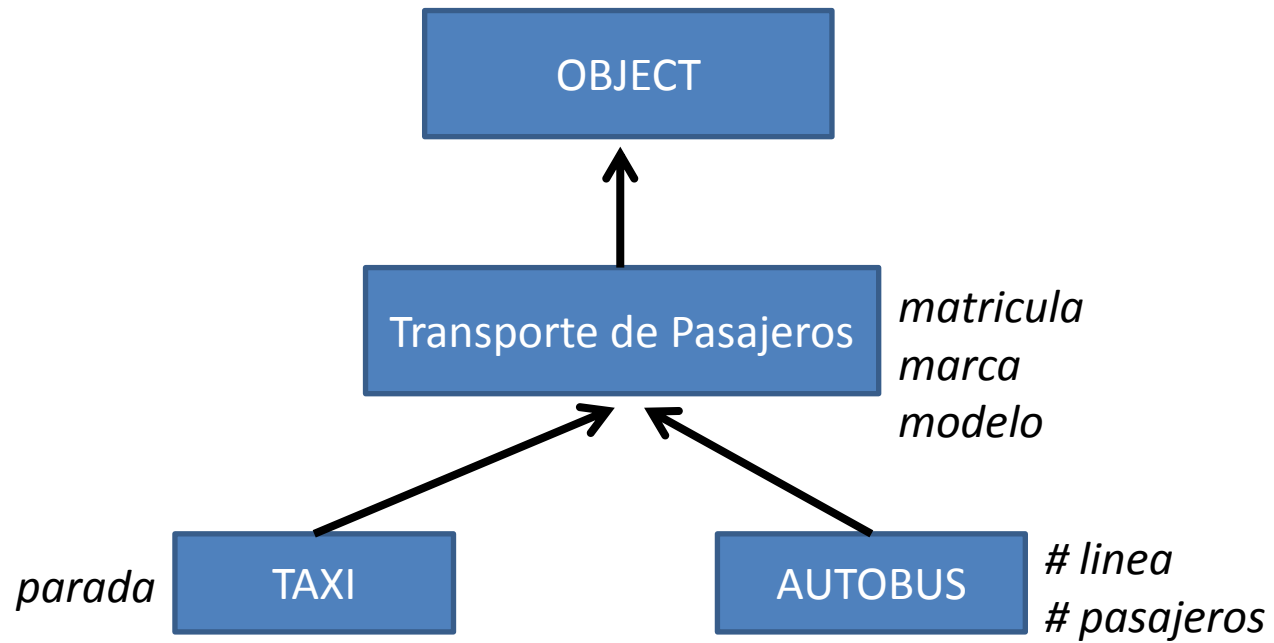 OBJECT
Transporte de Pasajeros
matricula
marca
modelo
parada
TAXI
AUTOBUS
# linea
# pasajeros